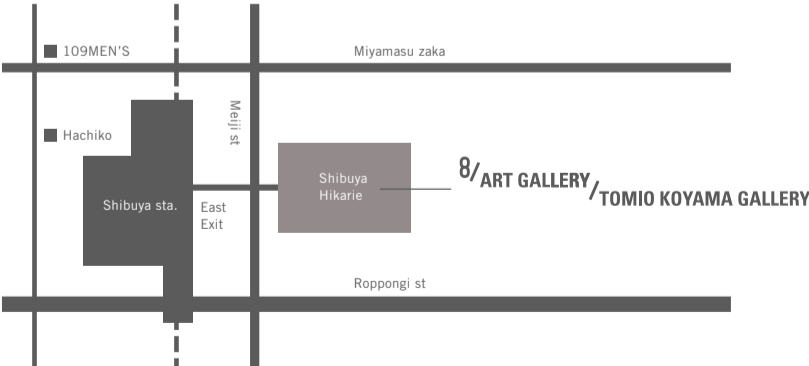 109MEN'S
Miyamasu zaka
Meiji st
Hachiko
Shibuya
Hikarie
8/ART GALLERY/TOMIO KOYAMA GALLERY
Shibuya sta.
East
Exit
Roppongi st